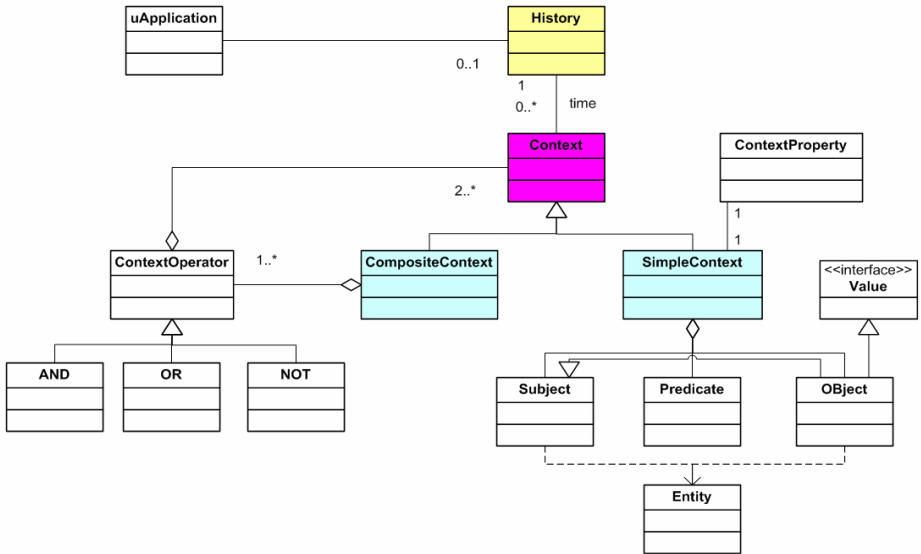 uApplication
History
0..1
1
0..*
time
Context
ContextProperty
2..*
1
1
ContextOperator
1..*
CompositeContext
SimpleContext
<<interface>>
Value
AND
OR
NOT
Subject
Predicate
OBject
Entity